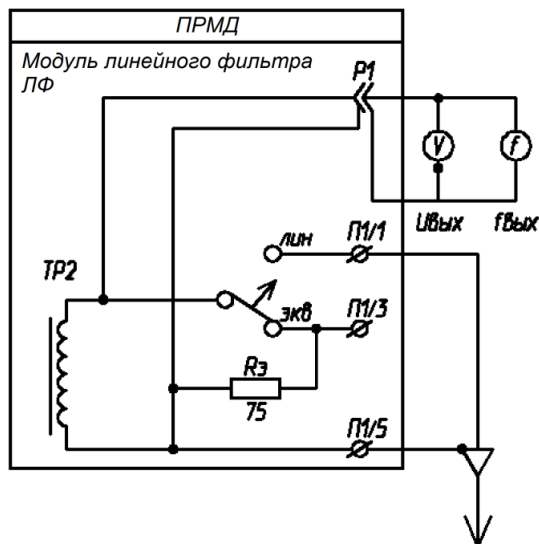 ПРМД
Модуль линейного фильтра
ЛФ
Р1
V
f
Uвых
fвых
ЛИН
П1/1
ТР2
ЭКВ
П1/3
Rэ
75
П1/5